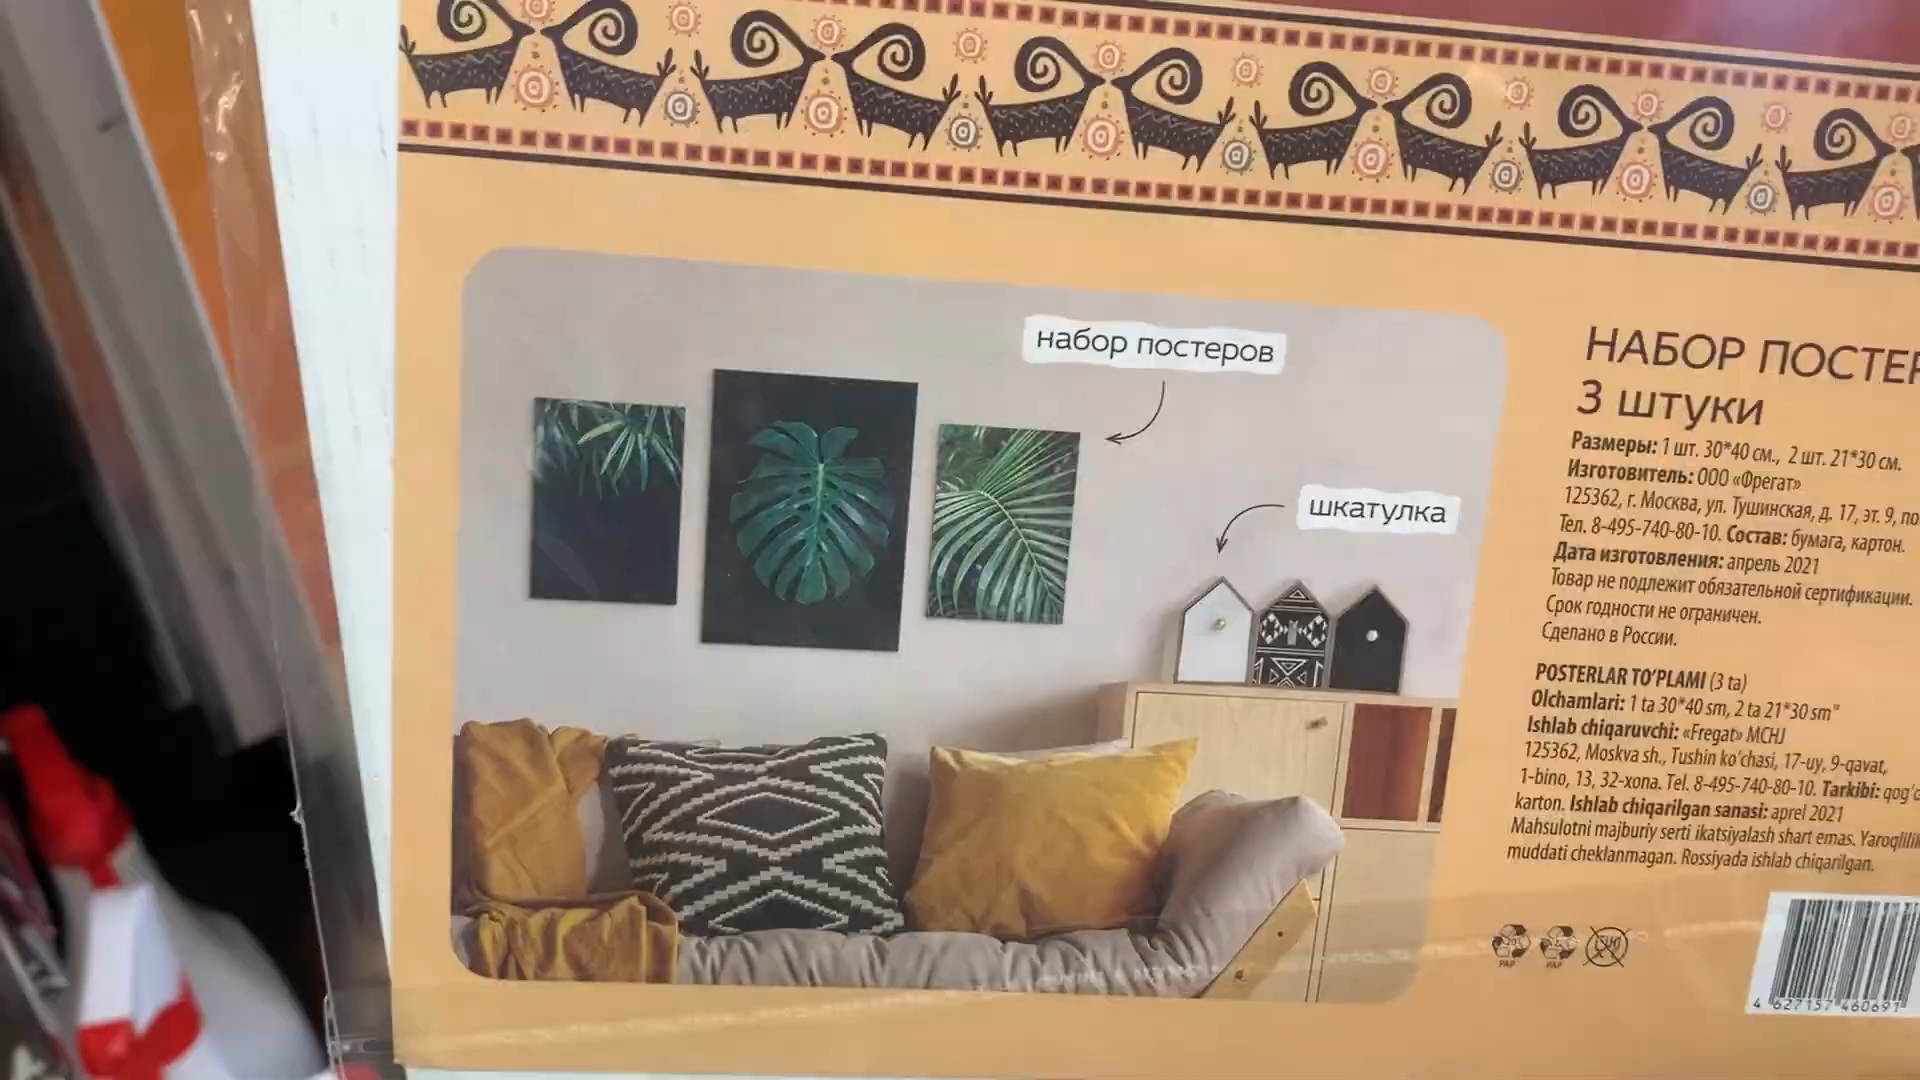 набор постеров
шкатулка
НАБОР
3 штуки
Размеры: 1 шт. 30*40 см., 2 шт. 21*30 см.
Изготовитель: ООО «Фрегат»
125362, г. Москва, ул. Тушинская, д. 17, эт. 9,
Тел. 8-495-740-80-10. Состав: бумага, картон.
Дата изготовления: апрель 2021
Товар не подлежит обязательной сертификации.
Срок годности не ограничен.
Сделано в России.
POSTERLAR TO‘PLAMI (3 ta)
Olchamlari: 1 ta 30*40 sm, 2 ta 21*30 sm"
Ishlab chiqaruvchi: «Fregat» MCHJ
125362, Moskva sh., Tushin ko‘chasi, 17-uy, 9-qavat,
1-bino, 13, 32-xona. Tel. 8-495-740-80-10. Tarkibi:
karton. Ishlab chiqarilgan sanasi: aprel 2021
Mahsulotni majburiy serti ikatsiyalash shart emas.
muddati cheklanmagan. Rossiyada ishlab chiqarilgan.
PAP PAP
4 627157 460691